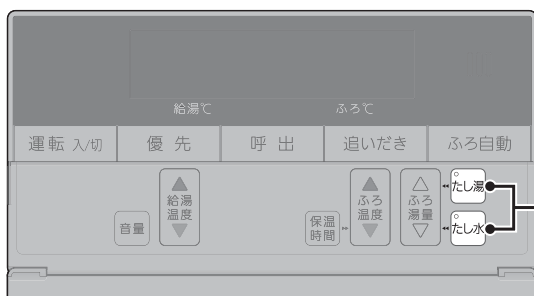 給湯℃ ふろ℃
運転 入/切 優先 呼出 追いだき ふろ自動
給湯
温度
音量
保温
時間
ふろ
温度
ふろ
湯量
たし湯
たし水